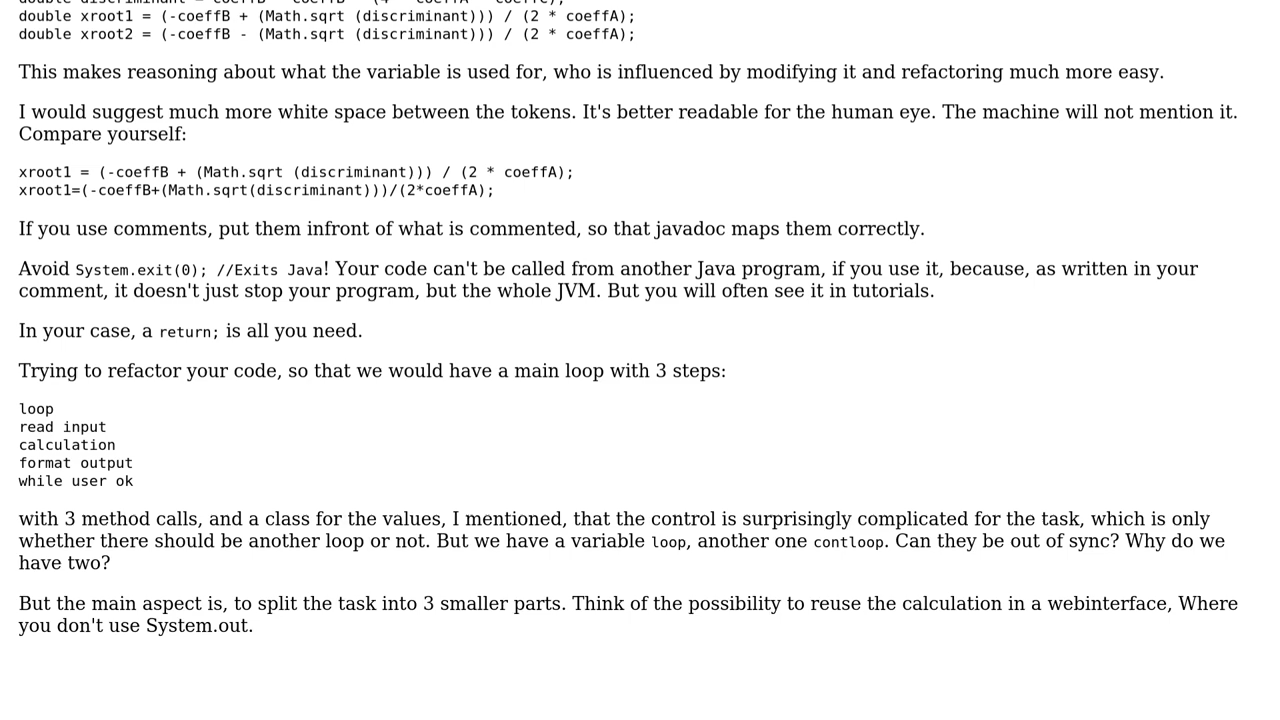 double xroot1 = (-coeffB + (Math.sqrt (discriminant))) / (2 * coeffA);
double xroot2 = (-coeffB - (Math.sqrt (discriminant))) / (2 * coeffA);
This makes reasoning about what the variable is used for, who is influenced by modifying it and refactoring much more easy.
I would suggest much more white space between the tokens. It's better readable for the human eye. The machine will not mention it.
Compare yourself:
xroot1 = (-coeffB + (Math.sqrt (discriminant))) / (2 * coeffA);
xroot1=(-coeffB+(Math.sqrt(discriminant)))/(2*coeffA);
If you use comments, put them infront of what is commented, so that javadoc maps them correctly.
Avoid System.exit(0); //Exits Java! Your code can't be called from another Java program, if you use it, because, as written in your
comment, it doesn't just stop your program, but the whole JVM. But you will often see it in tutorials.
In your case, a return; is all you need.
Trying to refactor your code, so that we would have a main loop with 3 steps:
loop
read input
calculation
format output
while user ok
with 3 method calls, and a class for the values, I mentioned, that the control is surprisingly complicated for the task, which is only
whether there should be another loop or not. But we have a variable loop, another one contloop. Can they be out of sync? Why do we
have two?
But the main aspect is, to split the task into 3 smaller parts. Think of the possibility to reuse the calculation in a webinterface, Where
you don't use System.out.